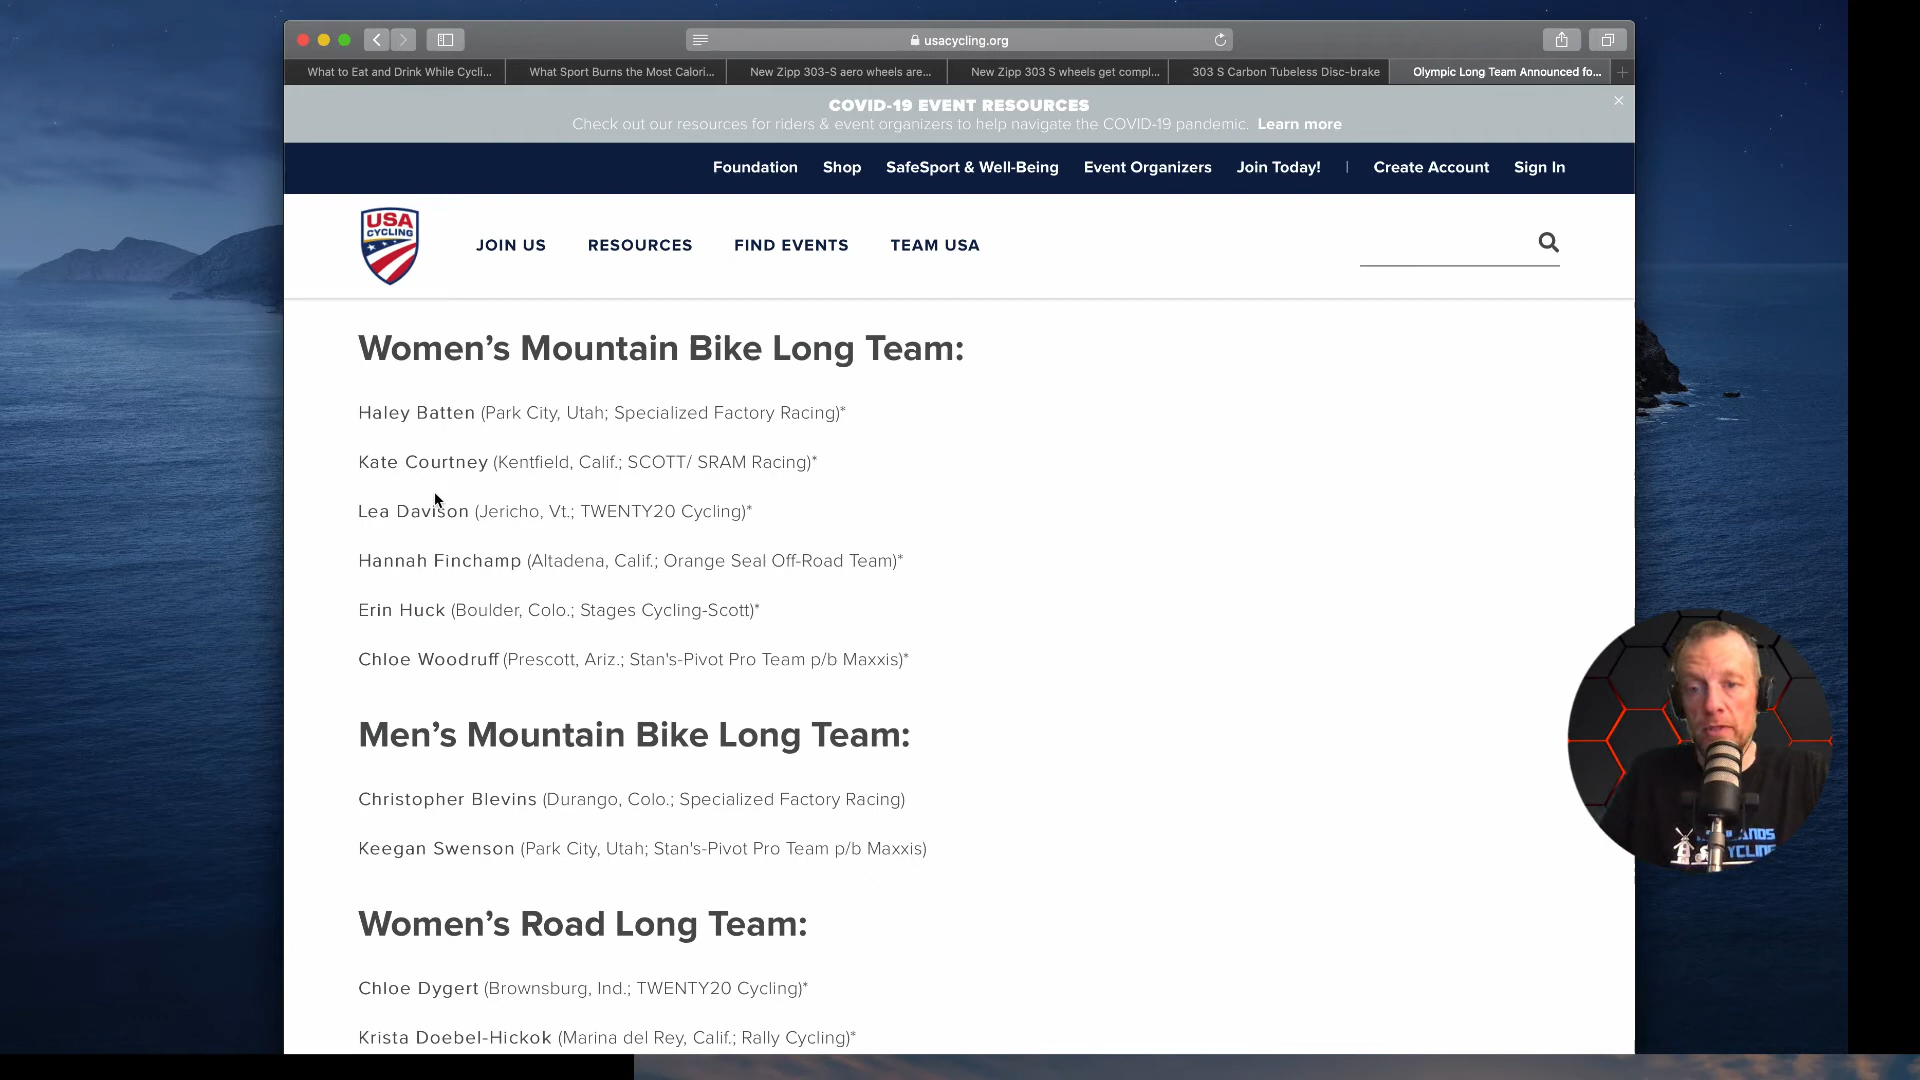 usacycling.org
What to Eat and Drink While Cycli...
What Sport Burns the Most Calori...
New Zipp 303-S aero wheels are...
New Zipp 303 S wheels get compl...
303 S Carbon Tubeless Disc-brake
Olympic Long Team Announced fo...
COVID-19 EVENT RESOURCES
Check out our resources for riders & event organizers to help navigate the COVID-19 pandemic. Learn more
Foundation Shop SafeSport & Well-Being Event Organizers Join Today! | Create Account Sign In
USA
CYCLING
JOIN US RESOURCES FIND EVENTS TEAM USA
Women’s Mountain Bike Long Team:
Haley Batten (Park City, Utah; Specialized Factory Racing)*
Kate Courtney (Kentfield, Calif.; SCOTT/ SRAM Racing)*
Lea Davison (Jericho, Vt.; TWENTY20 Cycling)*
Hannah Finchamp (Altadena, Calif.; Orange Seal Off-Road Team)*
Erin Huck (Boulder, Colo.; Stages Cycling-Scott)*
Chloe Woodruff (Prescott, Ariz.; Stan's-Pivot Pro Team p/b Maxxis)*
Men’s Mountain Bike Long Team:
Christopher Blevins (Durango, Colo.; Specialized Factory Racing)
Keegan Swenson (Park City, Utah; Stan's-Pivot Pro Team p/b Maxxis)
Women’s Road Long Team:
Chloe Dygert (Brownsburg, Ind.; TWENTY20 Cycling)*
Krista Doebel-Hickok (Marina del Rey, Calif.; Rally Cycling)*